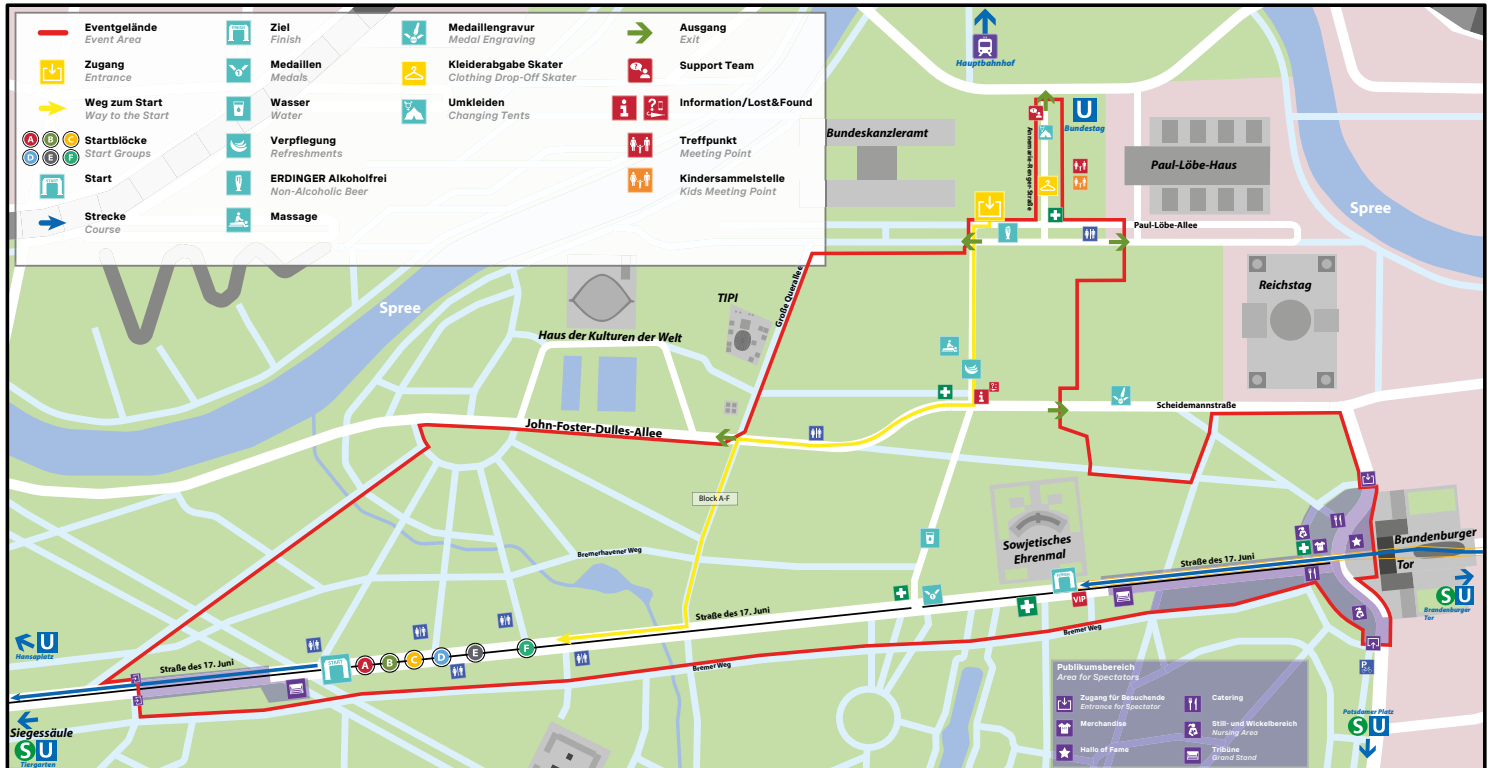 Eventgelände
Event Area
Zugang
Entrance
Weg zum Start
Way to the Start
A B C
D E F
Startblöcke
Start Groups
START
Start
Strecke
Course
FINISH
Ziel
Finish
Medaillen
Medals
Wasser
Water
Verpflegung
Refreshments
ERDINGER Alkoholfrei
Non-Alcoholic Beer
Massage
Medaillengravur
Medal Engraving
Kleiderabgabe Skater
Clothing Drop-Off Skater
Umkleiden
Changing Tents
Ausgang
Exit
Support Team
Information/Lost&Found
Treffpunkt
Meeting Point
Kindersammelstelle
Kids Meeting Point
Hauptbahnhof
U
Bundestag
Bundeskanzleramt
Annemarie-Renger-Straße
Paul-Löbe-Haus
Spree
Paul-Löbe-Allee
Reichstag
Spree
TIPI
Große Querallee
Haus der Kulturen der Welt
John-Foster-Dulles-Allee
Scheidemannstraße
Block A-F
Bremerhavener Weg
Sowjetisches
Ehrenmal
Straße des 17. Juni
Brandenburger
Tor
S U
Brandenburger
Tor
FINISH
VIP
Straße des 17. Juni
Bremer Weg
Bremer Weg
U
Hansaplatz
Straße des 17. Juni
START
A B C D E F
Siegessäule
S U
Tiergarten
P
Potsdamer Platz
S U
Publikumsbereich
Area for Spectators
Zugang für Besuchende
Entrance for Spectator
Merchandise
Hallo of Fame
Catering
Still- und Wickelbereich
Nursing Area
Tribüne
Grand Stand